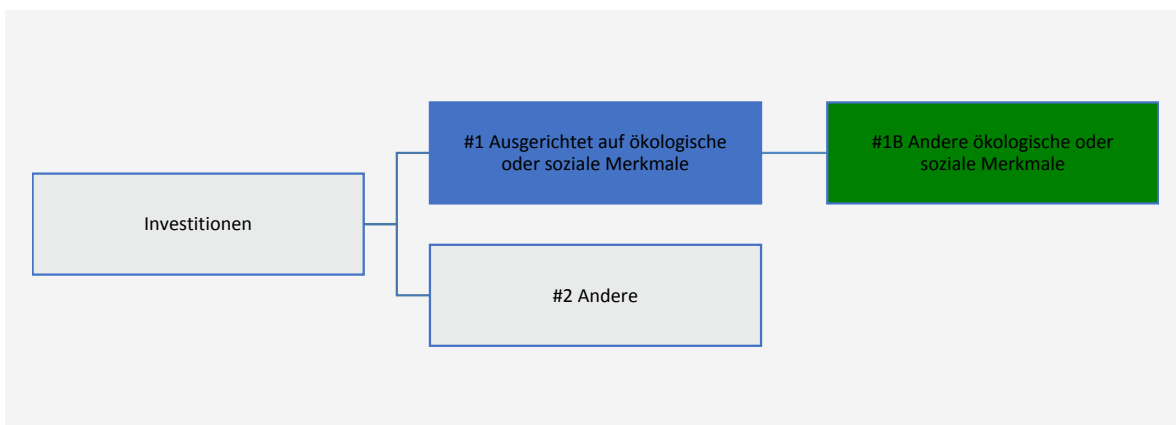 #1 Ausgerichtet auf ökologische
oder soziale Merkmale
#1B Andere ökologische oder
soziale Merkmale
Investitionen
#2 Andere